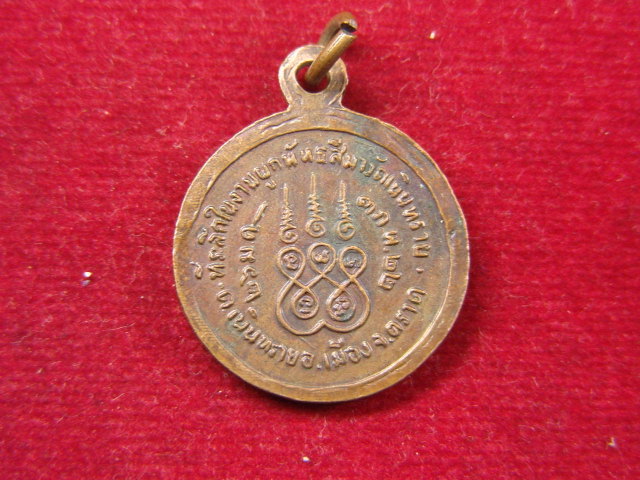 ที่ระลึกในงานผูกพัทธสีมาวัดเนินทราย
ต.เนินทราย อ.เมือง จ.ตราด